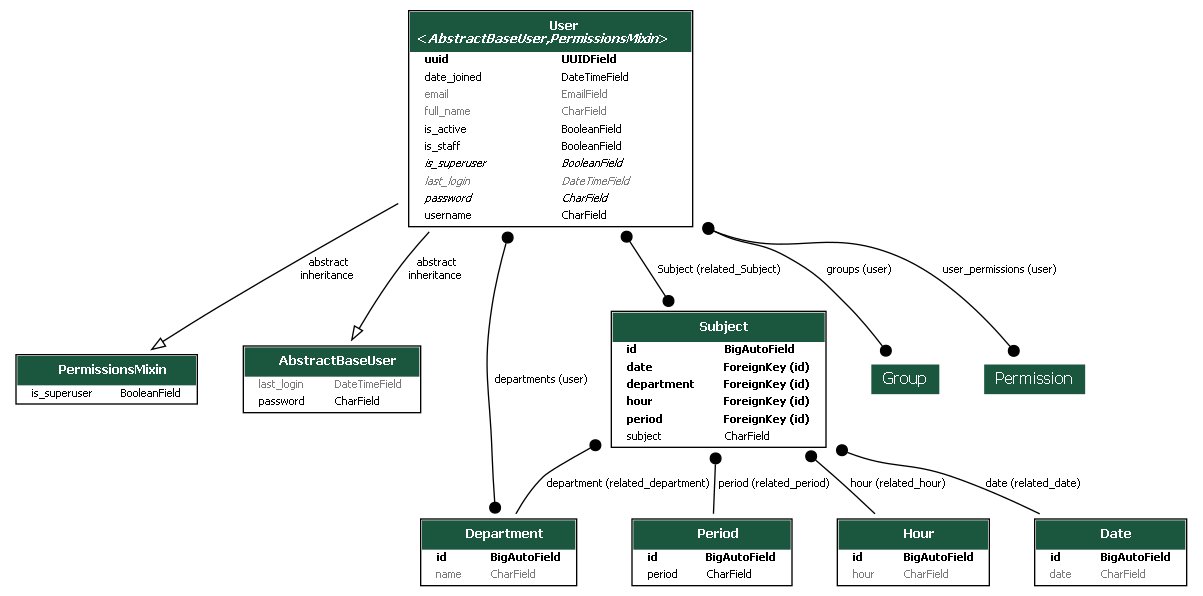 User
<AbstractBaseUser,PermissionsMixin>
uuid UUIDField
date_joined DateTimeField
email EmailField
full_name CharField
is_active BooleanField
is_staff BooleanField
is_superuser BooleanField
last_login DateTimeField
password CharField
username CharField
abstract
inheritance
abstract
inheritance
Subject (related_Subject)
groups (user)
user_permissions (user)
departments (user)
PermissionsMixin
is_superuser BooleanField
AbstractBaseUser
last_login DateTimeField
password CharField
Subject
id BigAutoField
date ForeignKey (id)
department ForeignKey (id)
hour ForeignKey (id)
period ForeignKey (id)
subject CharField
Group
Permission
department (related_department)
period (related_period)
hour (related_hour)
date (related_date)
Department
id BigAutoField
name CharField
Period
id BigAutoField
period CharField
Hour
id BigAutoField
hour CharField
Date
id BigAutoField
date CharField